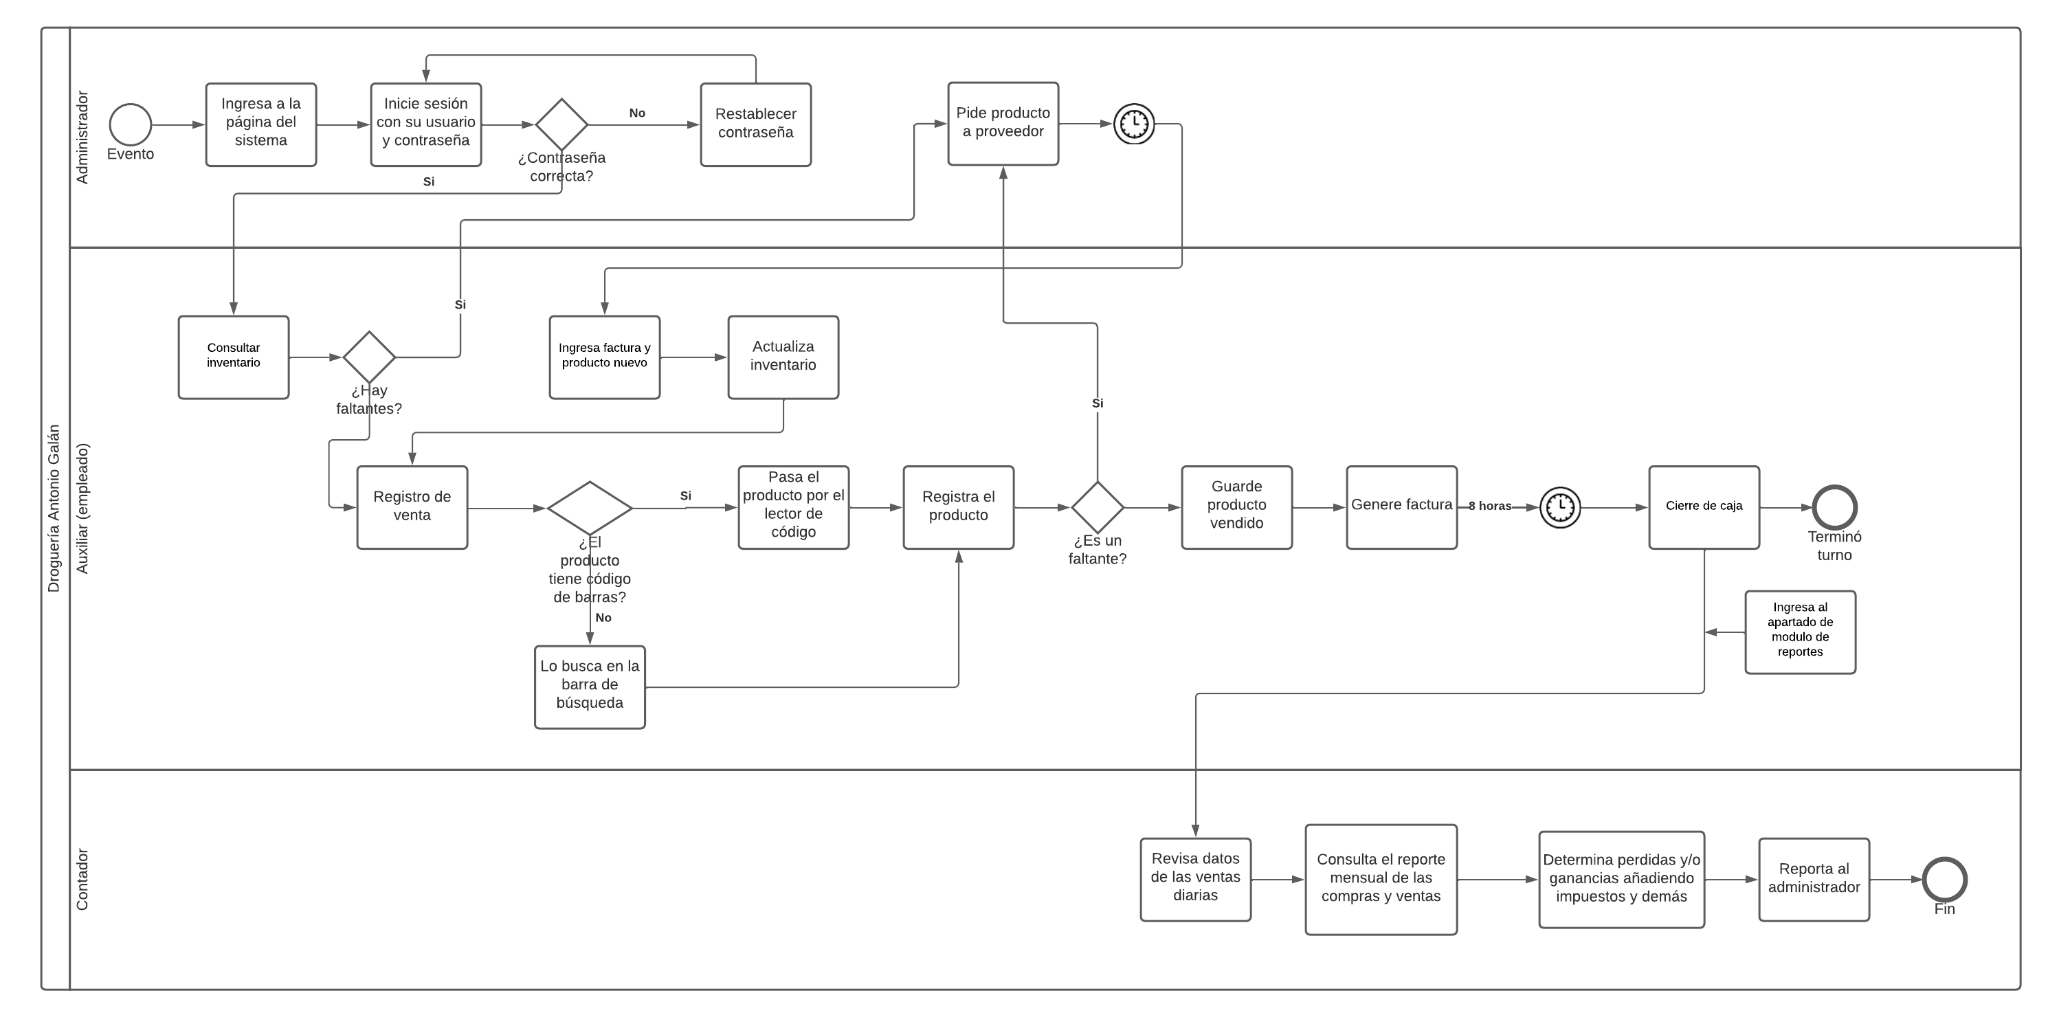 Droguería Antonio Galán
Administrador
Evento
Ingresa a la
página del
sistema
Inicie sesión
con su usuario
y contraseña
¿Contraseña
correcta?
No
Si
Restablecer
contraseña
Pide producto
a proveedor
Auxiliar (empleado)
Consultar
inventario
¿Hay
faltantes?
Si
Ingresa factura y
producto nuevo
Actualiza
inventario
Registro de
venta
¿El
producto
tiene código
de barras?
Si
No
Pasa el
producto por el
lector de
código
Lo busca en la
barra de
búsqueda
Registra el
producto
¿Es un
faltante?
Si
Guarde
producto
vendido
Genere factura
8 horas
Cierre de caja
Terminó
turno
Ingresa al
apartado de
modulo de
reportes
Contador
Revisa datos
de las ventas
diarias
Consulta el reporte
mensual de las
compras y ventas
Determina perdidas y/o
ganancias añadiendo
impuestos y demás
Reporta al
administrador
Fin